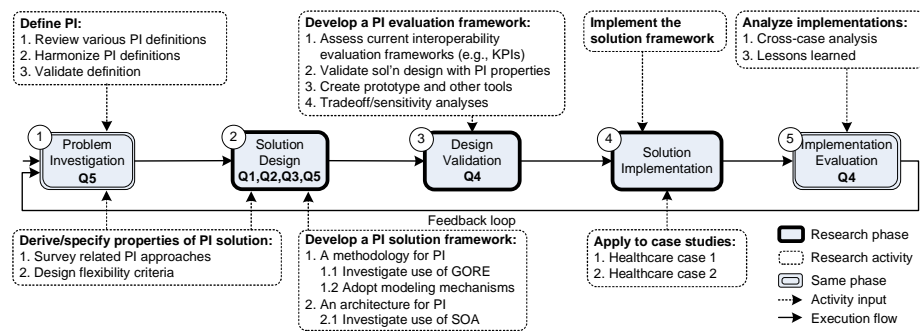 Define PI:
1. Review various PI definitions
2. Harmonize PI definitions
3. Validate definition
Develop a PI evaluation framework:
1. Assess current interoperability
evaluation frameworks (e.g., KPIs)
2. Validate sol'n design with PI properties
3. Create prototype and other tools
4. Tradeoff/sensitivity analyses
Implement the
solution framework
Analyze implementations:
1. Cross-case analysis
3. Lessons learned
1
Problem
Investigation
Q5
2
Solution
Design
Q1,Q2,Q3,Q5
3
Design
Validation
Q4
4
Solution
Implementation
5
Implementation
Evaluation
Q4
Feedback loop
Derive/specify properties of PI solution:
1. Survey related PI approaches
2. Design flexibility criteria
Develop a PI solution framework:
1. A methodology for PI
1.1 Investigate use of GORE
1.2 Adopt modeling mechanisms
2. An architecture for PI
2.1 Investigate use of SOA
Apply to case studies:
1. Healthcare case 1
2. Healthcare case 2
Research phase
Research activity
Same phase
Activity input
Execution flow